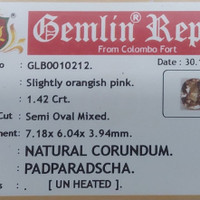 Gemlin® Rep
From Colombo Fort
o : GLB0010212. Date : 30.
: Slightly orangish pink.
: 1.42 Crt.
Cut : Semi Oval Mixed.
ment: 7.18x 6.04x 3.94mm.
: NATURAL CORUNDUM.
: PADPARADSCHA.
s : . [ UN HEATED ].